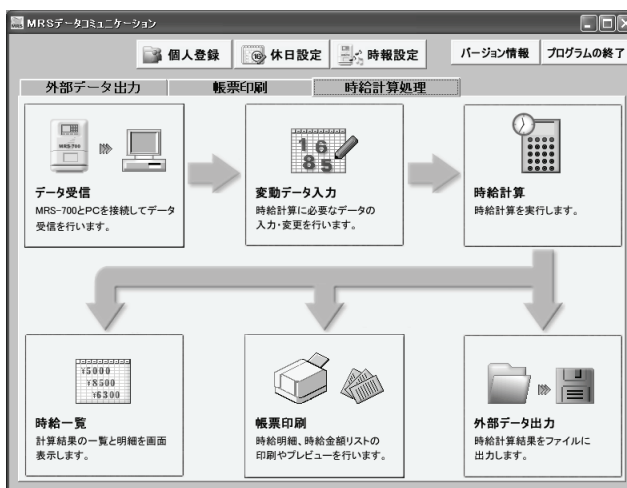 MRSデータコミュニケーション
個人登録
休日設定
時報設定
バージョン情報
プログラムの終了
外部データ出力
帳票印刷
時給計算処理
MRS-700
データ受信
MRS-700とPCを接続してデータ
受信を行います。
1 6
8 5
変動データ入力
時給計算に必要なデータの
入力・変更を行います。
時給計算
時給計算を実行します。
¥5000
¥8500
¥6300
時給一覧
計算結果の一覧と明細を画面
表示します。
帳票印刷
時給明細、時給金額リストの
印刷やプレビューを行います。
外部データ出力
時給計算結果をファイルに
出力します。